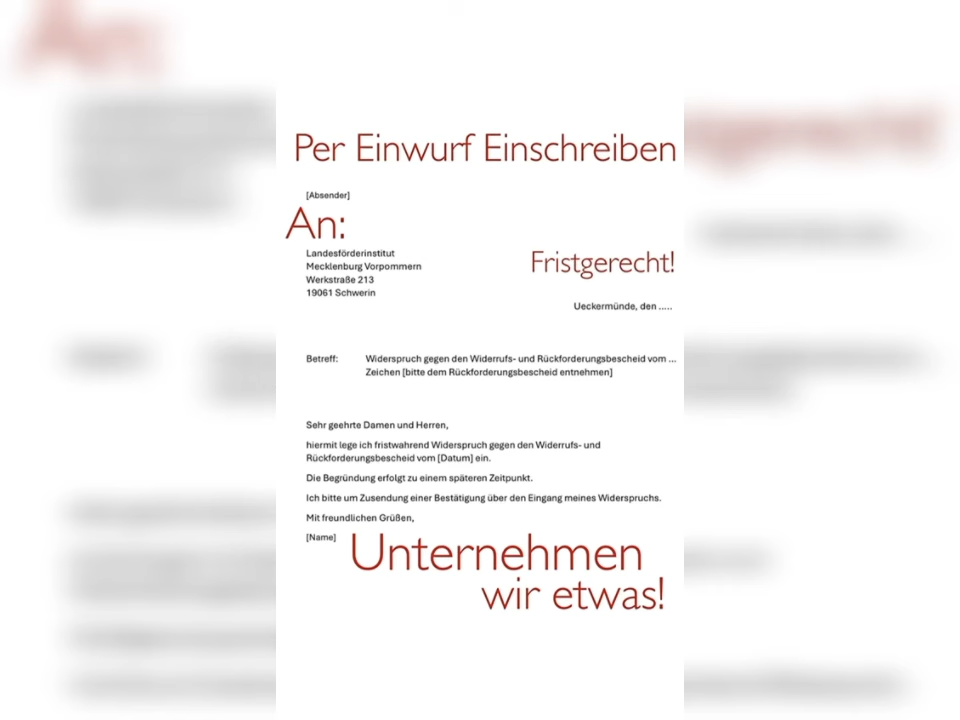 Per Einwurf Einschreiben
[Absender]
An:
Landesförderinstitut
Mecklenburg Vorpommern
Werkstraße 213
19061 Schwerin
Fristgerecht!
Ueckermünde, den .....
Betreff: Widerspruch gegen den Widerrufs- und Rückforderungsbescheid vom ...
Zeichen [bitte dem Rückforderungsbescheid entnehmen]
Sehr geehrte Damen und Herren,
hiermit lege ich fristwahrend Widerspruch gegen den Widerrufs- und
Rückforderungsbescheid vom [Datum] ein.
Die Begründung erfolgt zu einem späteren Zeitpunkt.
Ich bitte um Zusendung einer Bestätigung über den Eingang meines Widerspruchs.
Mit freundlichen Grüßen,
[Name]
Unternehmen
wir etwas!